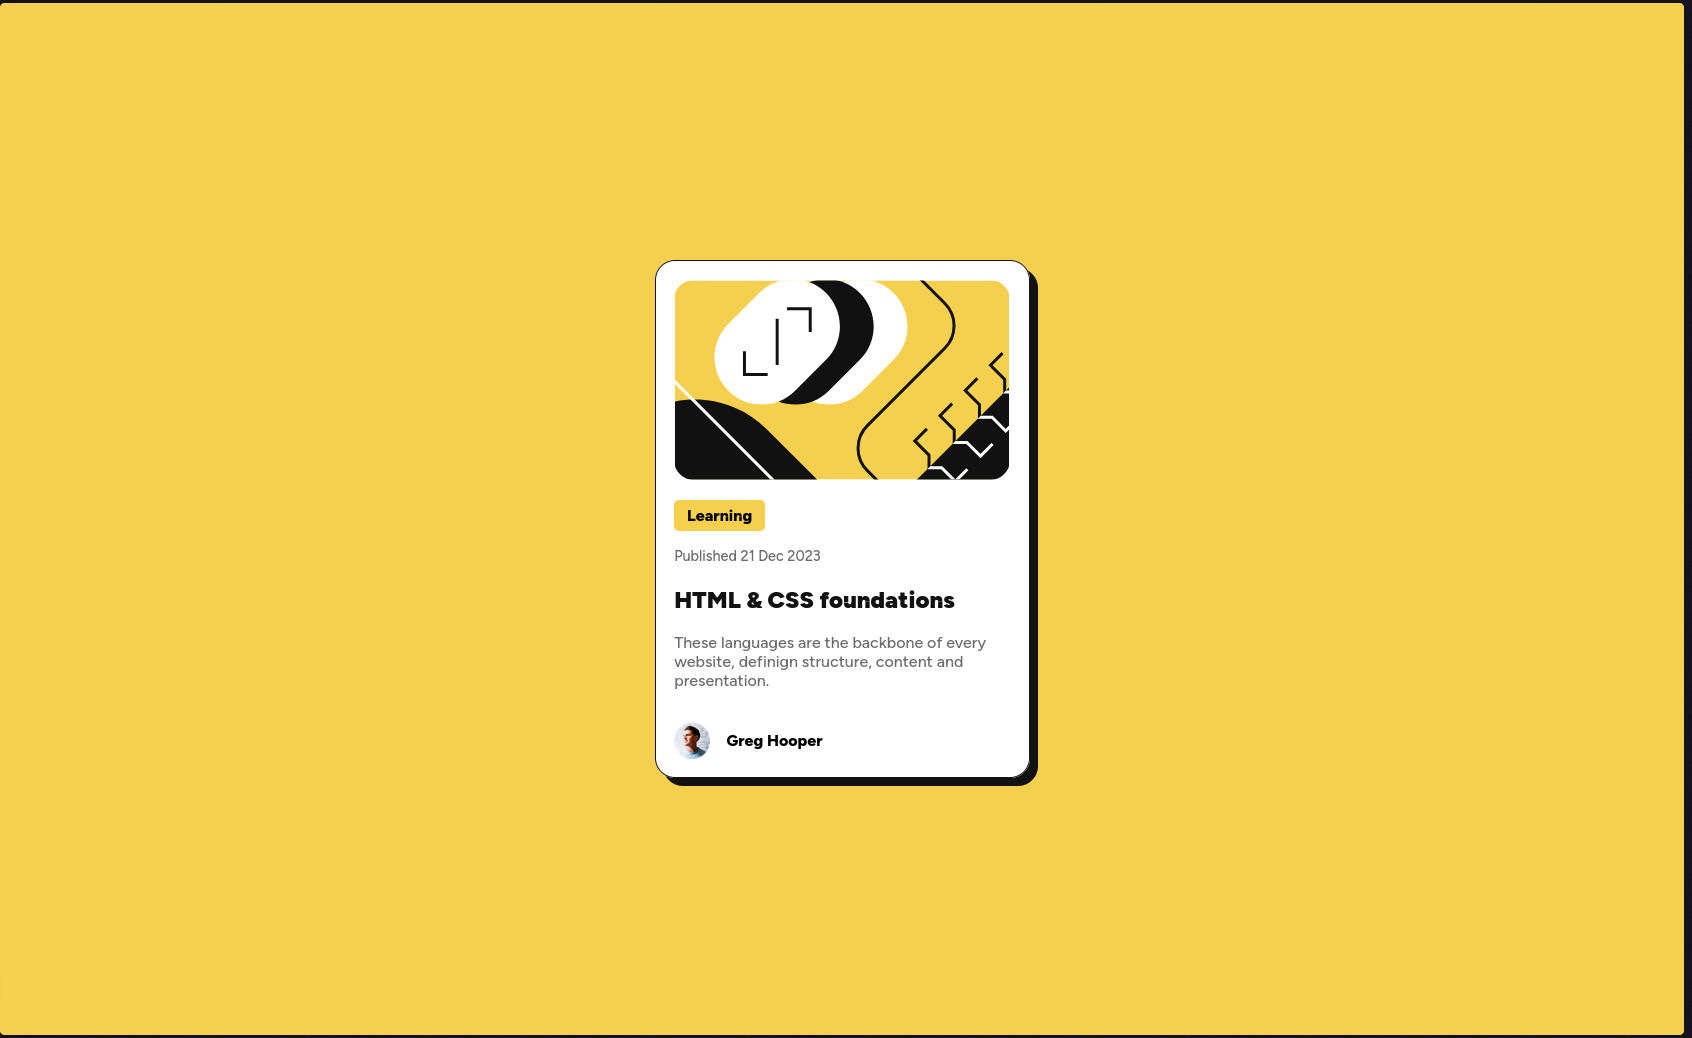 Learning
Published 21 Dec 2023
HTML & CSS foundations
These languages are the backbone of every
website, definign structure, content and
presentation.
Greg Hooper